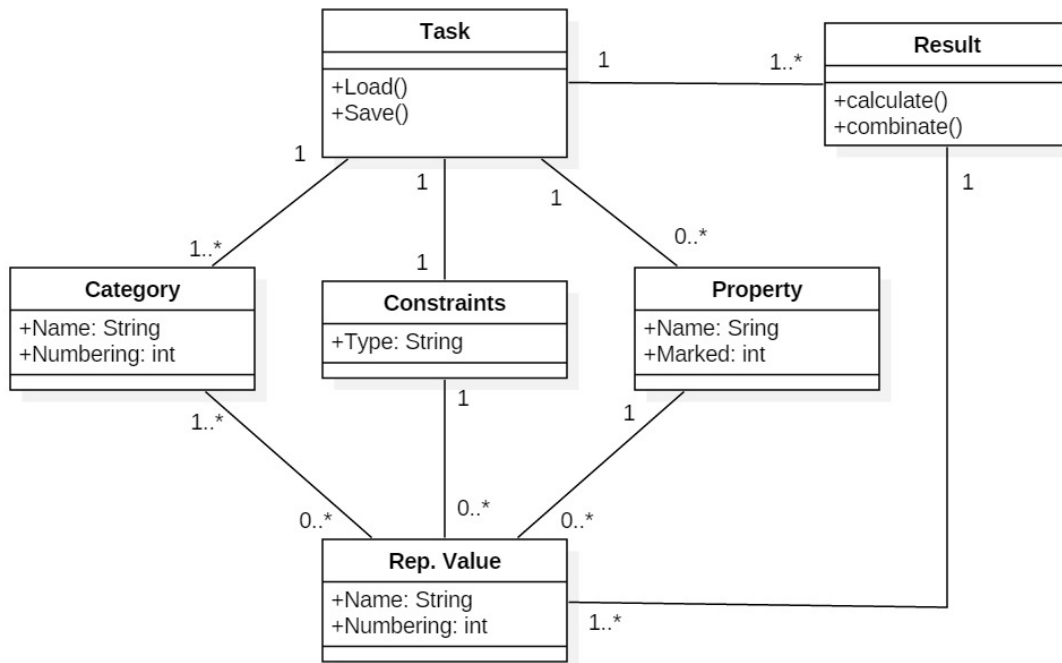 Task
+Load()
+Save()
Result
+calculate()
+combinate()
1
1..*
1
1
1
1
1..*
1
0..*
Category
+Name: String
+Numbering: int
Constraints
+Type: String
Property
+Name: Sring
+Marked: int
1..*
1
1
0..*
0..*
0..*
Rep. Value
+Name: String
+Numbering: int
1..*